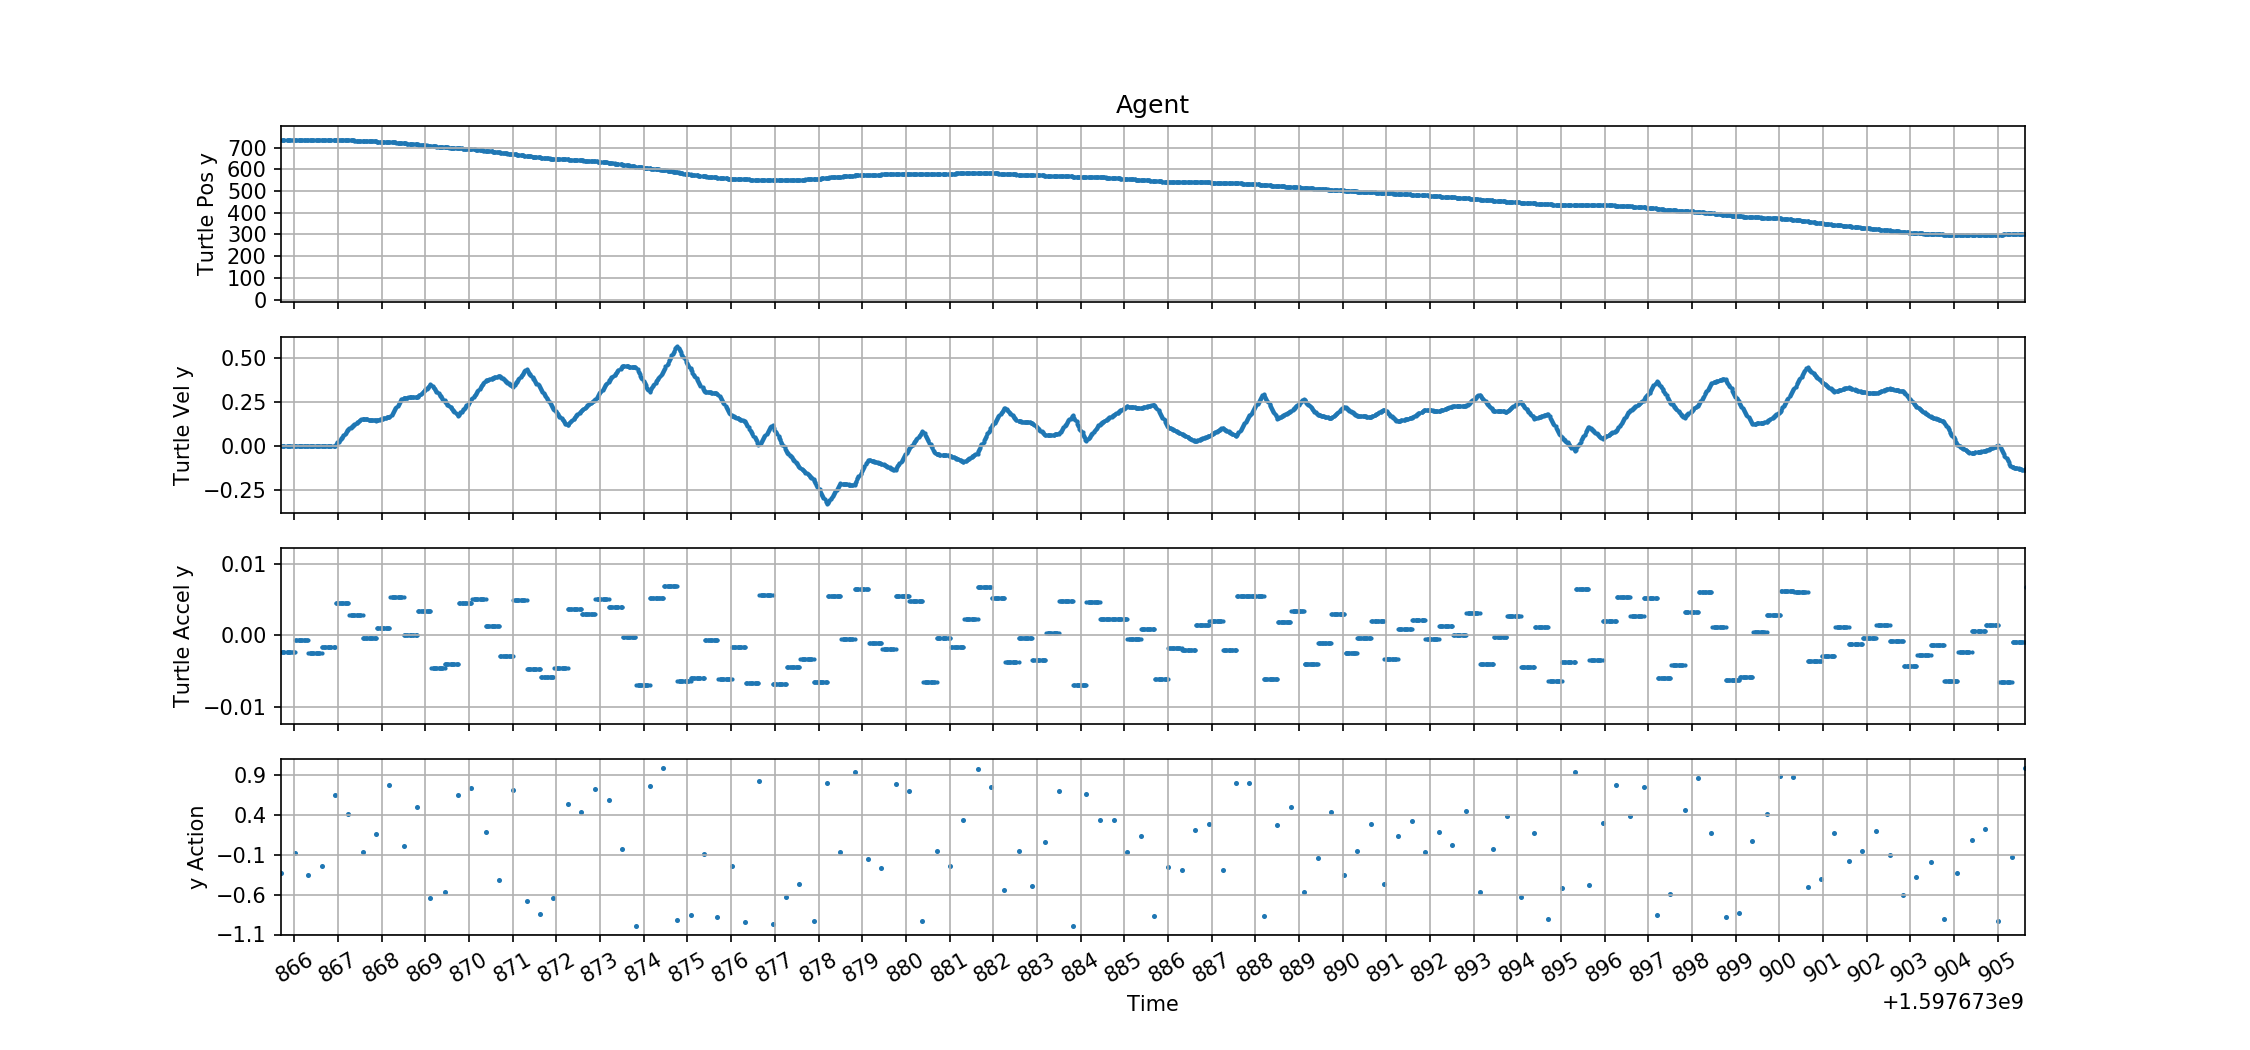 Agent
Turtle Pos y
700
600
500
400
300
200
100
0
Turtle Vel y
0.50
0.25
0.00
−0.25
Turtle Accel y
0.01
0.00
−0.01
y Action
0.9
0.4
−0.1
−0.6
−1.1
866 867 868 869 870 871 872 873 874 875 876 877 878 879 880 881 882 883 884 885 886 887 888 889 890 891 892 893 894 895 896 897 898 899 900 901 902 903 904 905
Time
+1.597673e9